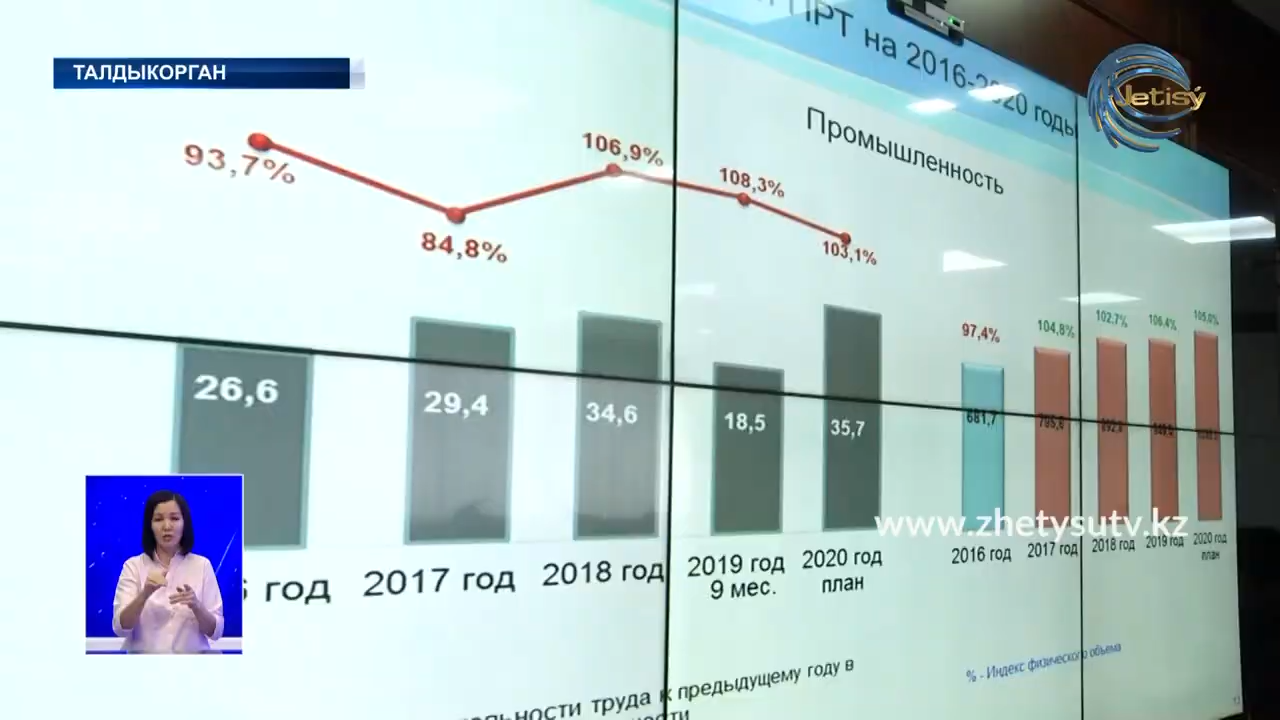 ТАЛДЫКОРГАН
Jetisý
ПРТ на 2016-2020 годы
Промышленность
93,7%
84,8%
106,9%
108,3%
103,1%
97,4%
104,8%
102,7%
106,4%
105,0%
26,6
29,4
34,6
18,5
35,7
681,7
795,6
www.zhetysutv.kz
год
2017 год
2018 год
2019 год
9 мес.
2020 год
план
2016 год
2017 год
2018 год
2019 год
2020 год
план
% - Индекс физического объема
труда к предыдущему году в